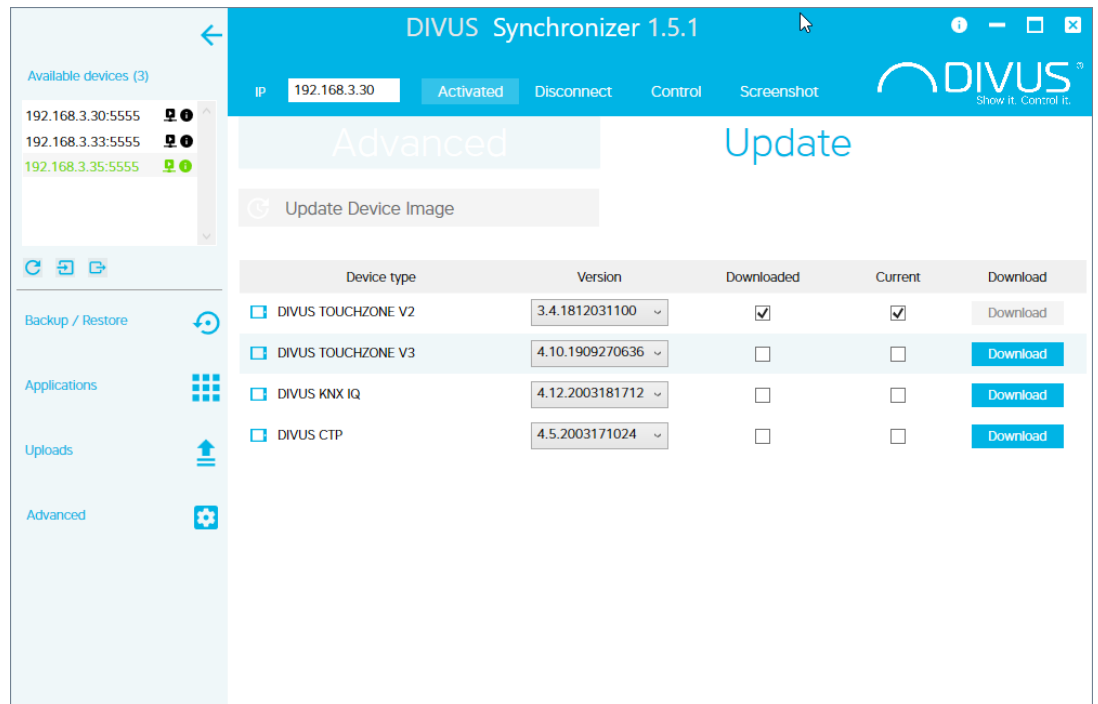 DIVUS Synchronizer 1.5.1
Available devices (3)
192.168.3.30:5555
192.168.3.33:5555
192.168.3.35:5555
IP 192.168.3.30 Activated Disconnect Control Screenshot
DIVUS®
Show it. Control it.
Advanced Update
Update Device Image
Device type Version Downloaded Current Download
DIVUS TOUCHZONE V2 3.4.1812031100 Download
DIVUS TOUCHZONE V3 4.10.1909270636 Download
DIVUS KNX IQ 4.12.2003181712 Download
DIVUS CTP 4.5.2003171024 Download
Backup / Restore
Applications
Uploads
Advanced